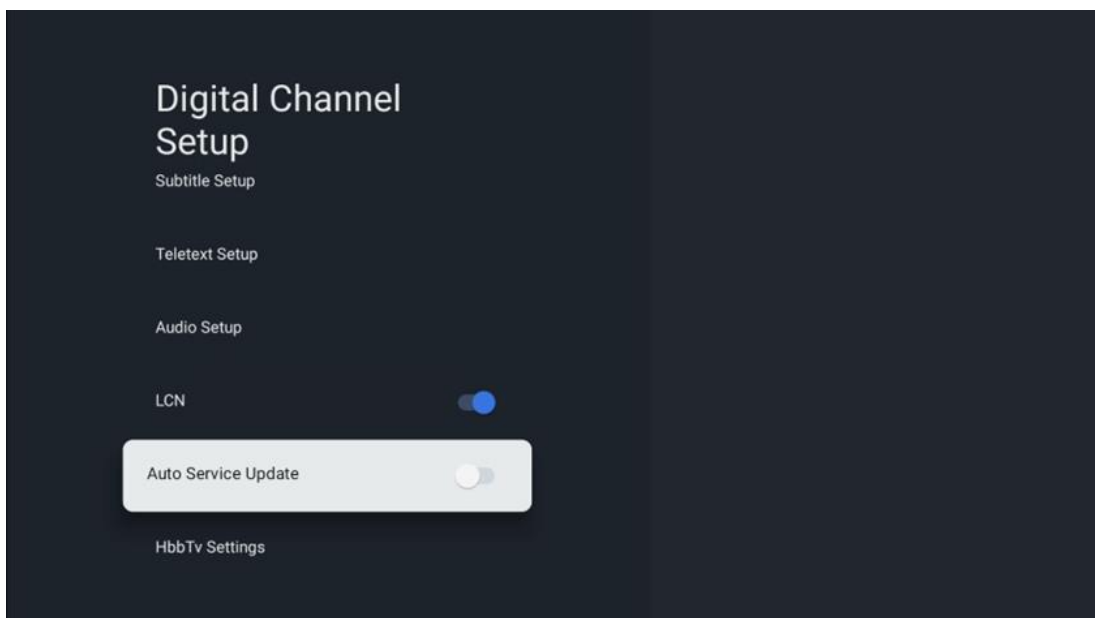 Digital Channel
Setup
Subtitle Setup
Teletext Setup
Audio Setup
LCN
Auto Service Update
HbbTv Settings